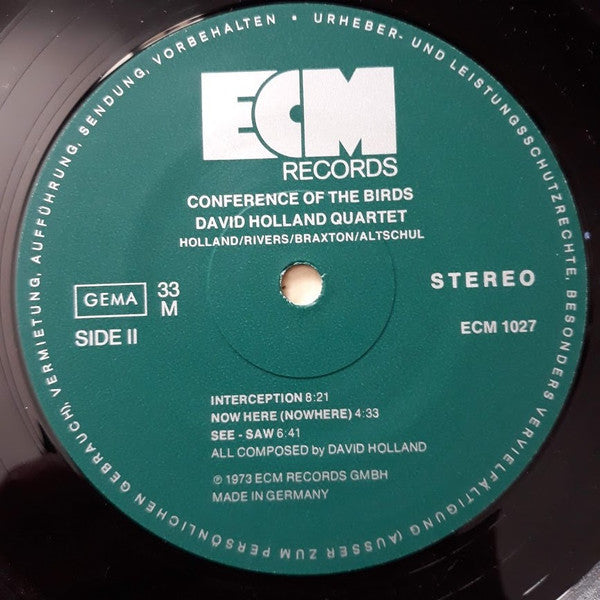 URHEBER- UND LEISTUNGSSCHUTZRECHTE, BESONDERS VERVIELFÄLTIGUNG (AUSSER ZUM PERSÖNLICHEN GEBRAUCH), VERMIETUNG, AUFFÜHRUNG, SENDUNG, VORBEHALTEN •
ECM
RECORDS
CONFERENCE OF THE BIRDS
DAVID HOLLAND QUARTET
HOLLAND/RIVERS/BRAXTON/ALTSCHUL
GEMA
33
M
STEREO
SIDE II
ECM 1027
INTERCEPTION 8:21
NOW HERE (NOWHERE) 4:33
SEE - SAW 6:41
ALL COMPOSED by DAVID HOLLAND
℗ 1973 ECM RECORDS GMBH
MADE IN GERMANY